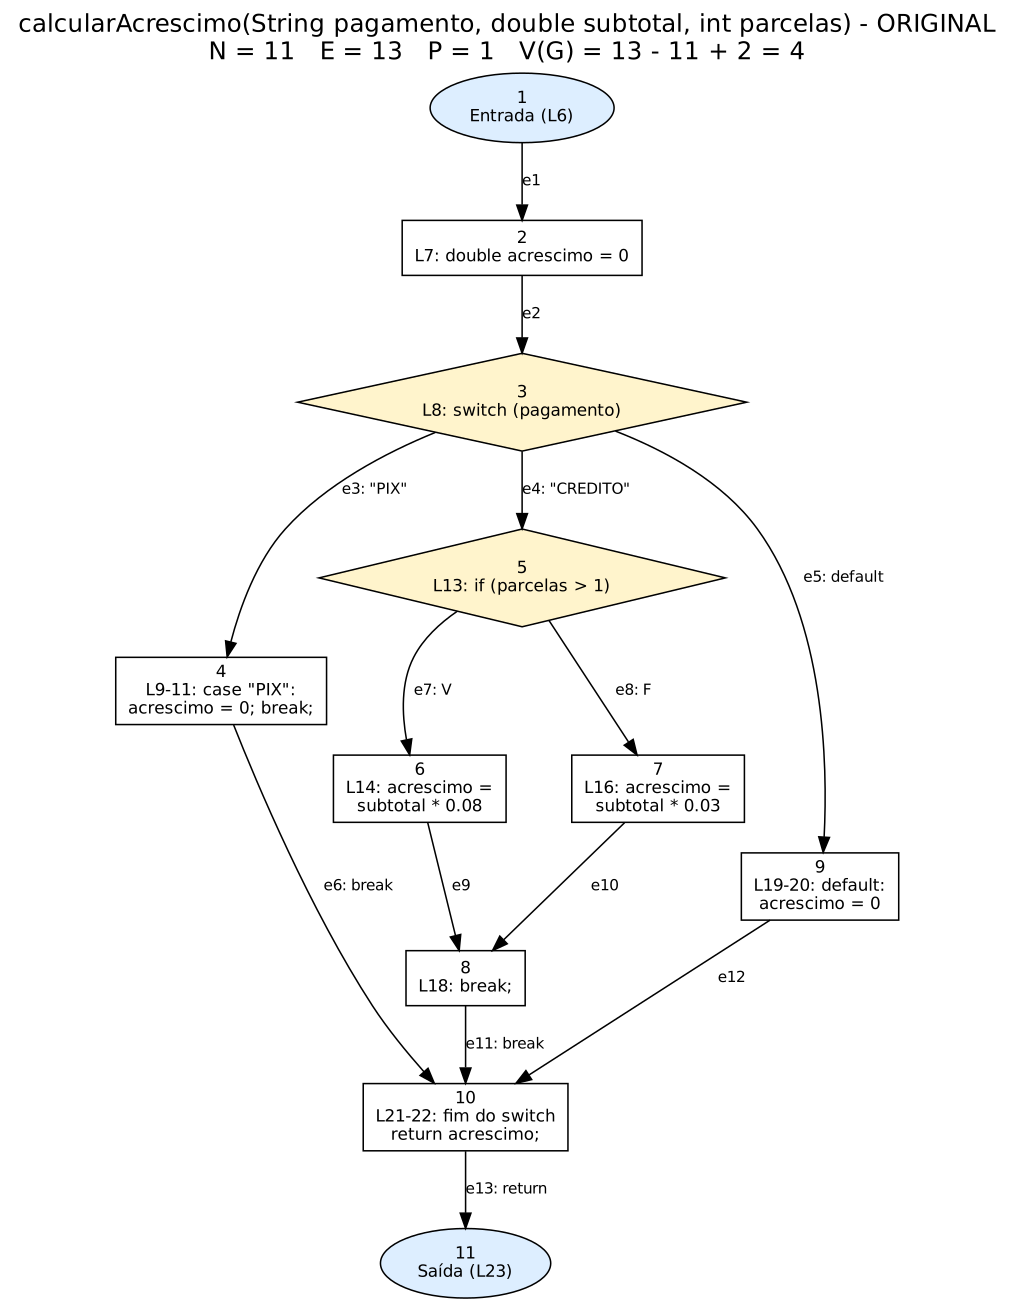 calcularAcrescimo(String pagamento, double subtotal, int parcelas) - ORIGINAL
N = 11   E = 13   P = 1   V(G) = 13 - 11 + 2 = 4
1
Entrada (L6)
e1
2
L7: double acrescimo = 0
e2
3
L8: switch (pagamento)
e3: "PIX"
e4: "CREDITO"
5
L13: if (parcelas > 1)
e5: default
4
L9-11: case "PIX":
acrescimo = 0; break;
e7: V
e8: F
6
L14: acrescimo =
subtotal * 0.08
7
L16: acrescimo =
subtotal * 0.03
9
L19-20: default:
acrescimo = 0
e6: break
e9
e10
8
L18: break;
e12
e11: break
10
L21-22: fim do switch
return acrescimo;
e13: return
11
Saída (L23)